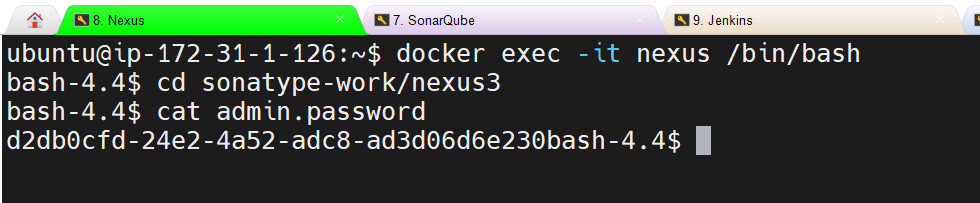 8. Nexus
7. SonarQube
9. Jenkins
ubuntu@ip-172-31-1-126:~$ docker exec -it nexus /bin/bash
bash-4.4$ cd sonatype-work/nexus3
bash-4.4$ cat admin.password
d2db0cfd-24e2-4a52-adc8-ad3d06d6e230bash-4.4$